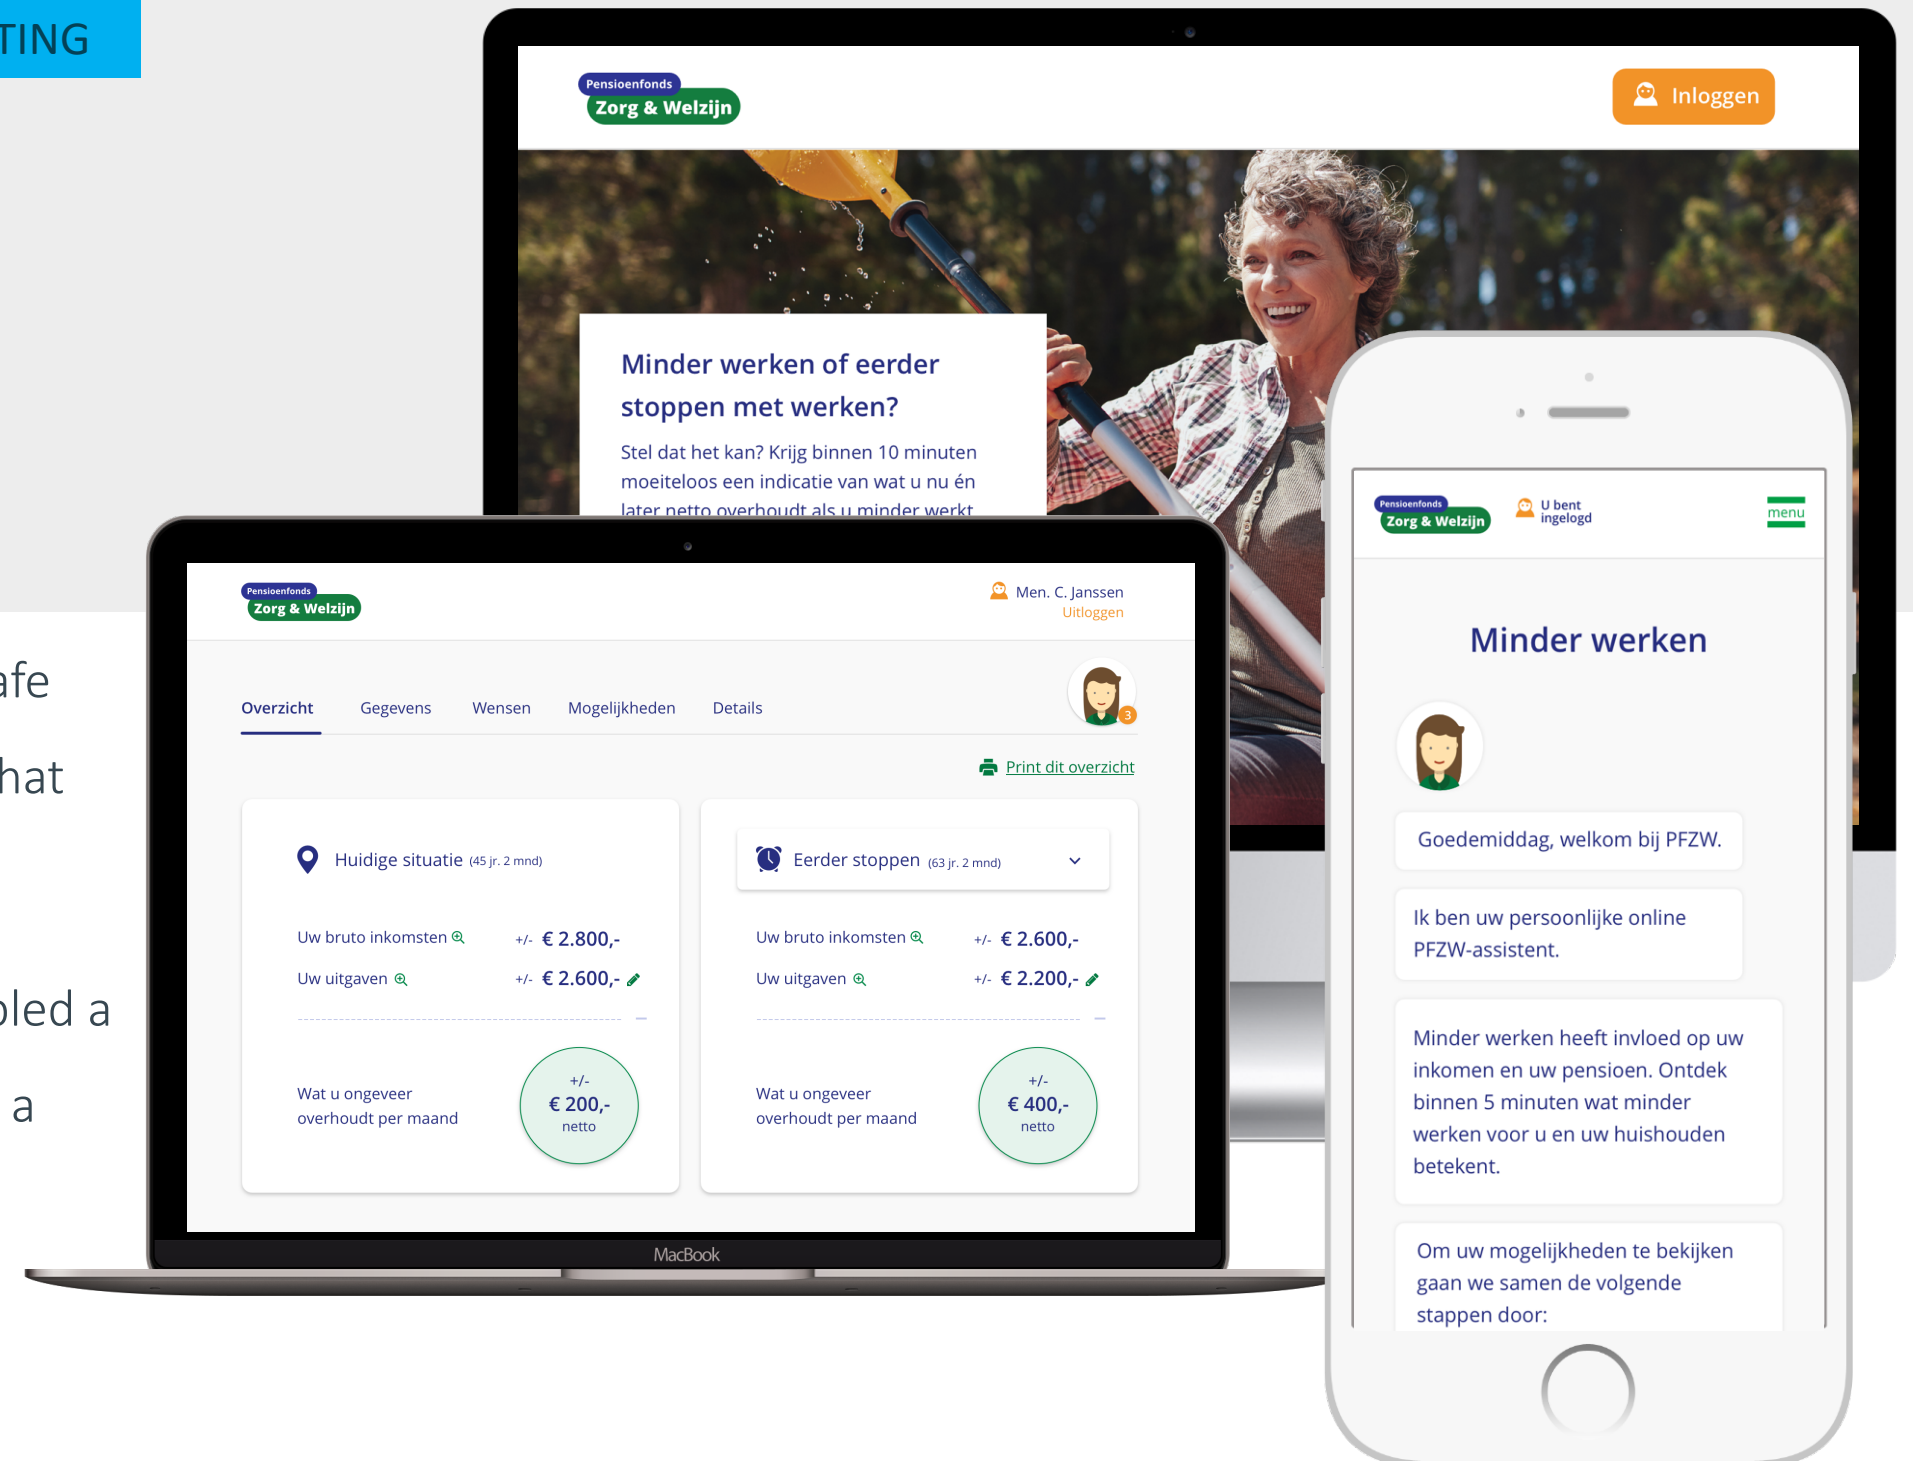 TING
Pensioenfonds
Zorg & Welzijn
Inloggen
Minder werken of eerder
stoppen met werken?
Stel dat het kan? Krijg binnen 10 minuten
moeiteloos een indicatie van wat u nu én
later netto overhoudt als u minder werkt
afe
hat
bled a
a
Pensioenfonds
Zorg & Welzijn
Men. C. Janssen
Uitloggen
Overzicht Gegevens Wensen Mogelijkheden Details
3
Print dit overzicht
Huidige situatie (45 jr. 2 mnd)
Uw bruto inkomsten +/- € 2.800,-
Uw uitgaven +/- € 2.600,-
Wat u ongeveer
overhoudt per maand
+/-
€ 200,-
netto
Eerder stoppen (63 jr. 2 mnd)
Uw bruto inkomsten +/- € 2.600,-
Uw uitgaven +/- € 2.200,-
Wat u ongeveer
overhoudt per maand
+/-
€ 400,-
netto
MacBook
Pensioenfonds
Zorg & Welzijn
U bent
ingelogd
menu
Minder werken
Goedemiddag, welkom bij PFZW.
Ik ben uw persoonlijke online
PFZW-assistent.
Minder werken heeft invloed op uw
inkomen en uw pensioen. Ontdek
binnen 5 minuten wat minder
werken voor u en uw huishouden
betekent.
Om uw mogelijkheden te bekijken
gaan we samen de volgende
stappen door: